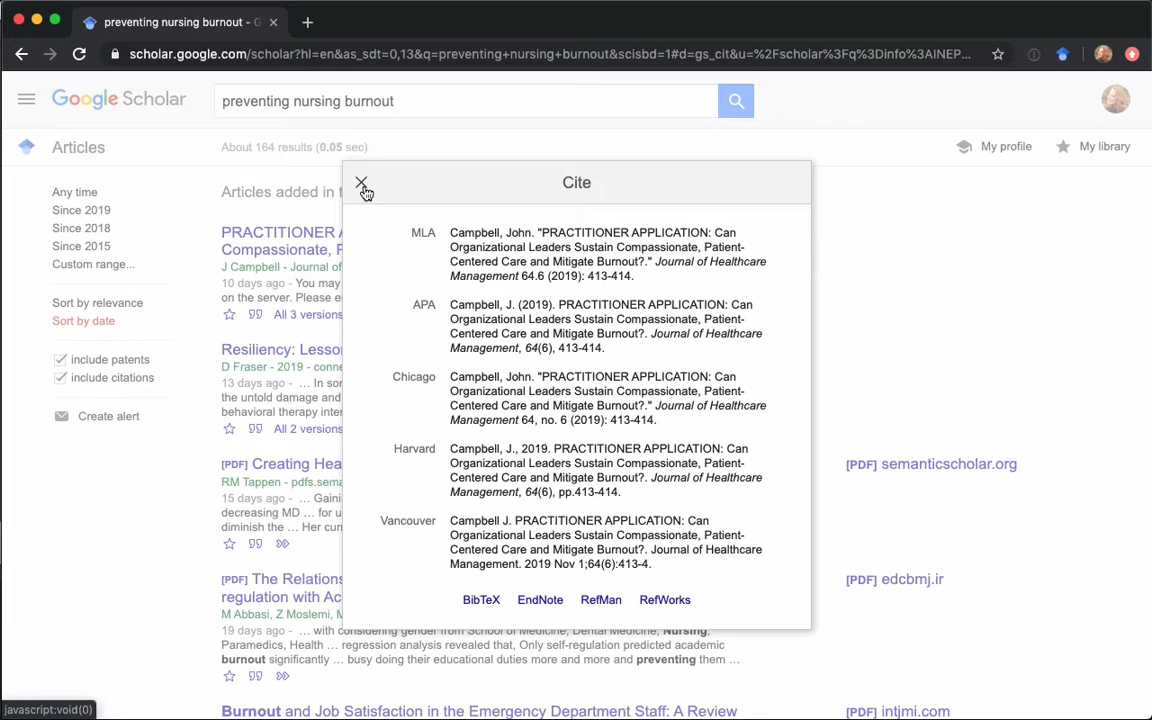 preventing nursing burnout - G
scholar.google.com/scholar?hl=en&as_sdt=0,13&q=preventing+nursing+burnout&scisbd=1#d=gs_cit&u=%2Fscholar%3Fq%3Dinfo%3AINEP...
Google Scholar
preventing nursing burnout
Articles
About 164 results (0.05 sec)
My profile
My library
Any time
Since 2019
Since 2018
Since 2015
Custom range...
Sort by relevance
Sort by date
include patents
include citations
Create alert
Articles added in
PRACTITIONER
Compassionate,
J Campbell - Journal of
10 days ago - You may
on the server. Please
All 3 versions
Resiliency:
D Fraser - 2019 -
13 days ago - ... In
the untold damage and
behavioral therapy
All 2 versions
[PDF] Creating
RM Tappen -
15 days ago - ...
decreasing MD ... for
diminish the ... Her
[PDF] semanticscholar.org
[PDF] The
regulation with
M Abbasi, Z Moslemi,
19 days ago - ... with considering gender from School of Medicine, Dental Medicine, Nursing,
Paramedics, Health ... regression analysis revealed that, Only self-regulation predicted academic
burnout significantly ... busy doing their educational duties more and more and preventing them ...
[PDF] edcbmj.ir
Burnout and Job Satisfaction in the Emergency Department Staff: A Review
[PDF] intjmi.com
Cite
MLA
Campbell, John. "PRACTITIONER APPLICATION: Can
Organizational Leaders Sustain Compassionate, Patient-
Centered Care and Mitigate Burnout?." Journal of Healthcare
Management 64.6 (2019): 413-414.
APA
Campbell, J. (2019). PRACTITIONER APPLICATION: Can
Organizational Leaders Sustain Compassionate, Patient-
Centered Care and Mitigate Burnout?. Journal of Healthcare
Management, 64(6), 413-414.
Chicago
Campbell, John. "PRACTITIONER APPLICATION: Can
Organizational Leaders Sustain Compassionate, Patient-
Centered Care and Mitigate Burnout?." Journal of Healthcare
Management 64, no. 6 (2019): 413-414.
Harvard
Campbell, J., 2019. PRACTITIONER APPLICATION: Can
Organizational Leaders Sustain Compassionate, Patient-
Centered Care and Mitigate Burnout?. Journal of Healthcare
Management, 64(6), pp.413-414.
Vancouver
Campbell J. PRACTITIONER APPLICATION: Can
Organizational Leaders Sustain Compassionate, Patient-
Centered Care and Mitigate Burnout?. Journal of Healthcare
Management. 2019 Nov 1;64(6):413-4.
BibTeX EndNote RefMan RefWorks
javascript:void(0)